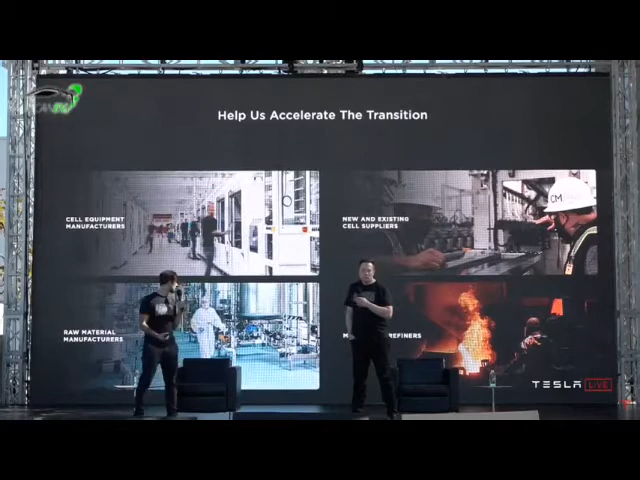 Help Us Accelerate The Transition
CELL EQUIPMENT
MANUFACTURERS
NEW AND EXISTING
CELL SUPPLIERS
CM
RAW MATERIAL
MANUFACTURERS
REFINERS
TESLA LIVE